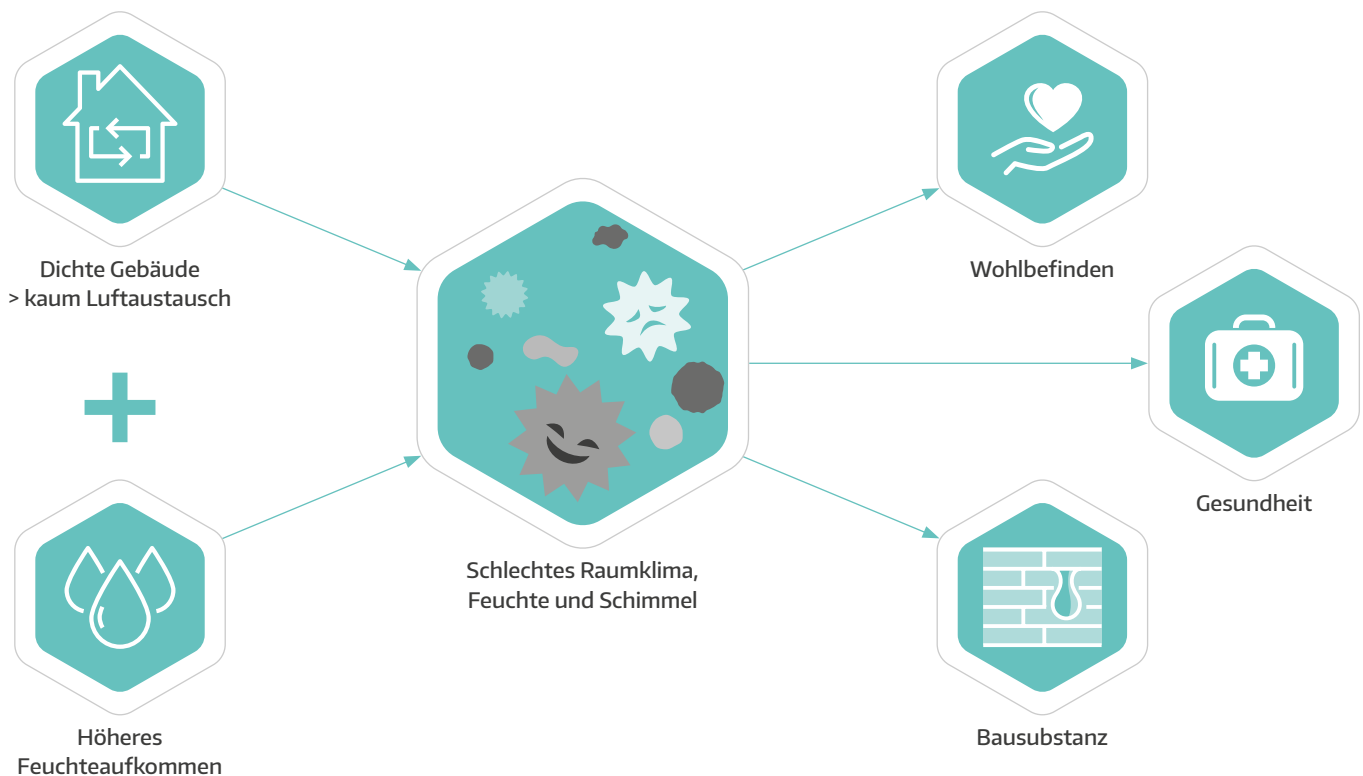 Dichte Gebäude
> kaum Luftaustausch
Höheres
Feuchteaufkommen
Schlechtes Raumklima,
Feuchte und Schimmel
Wohlbefinden
Gesundheit
Bausubstanz